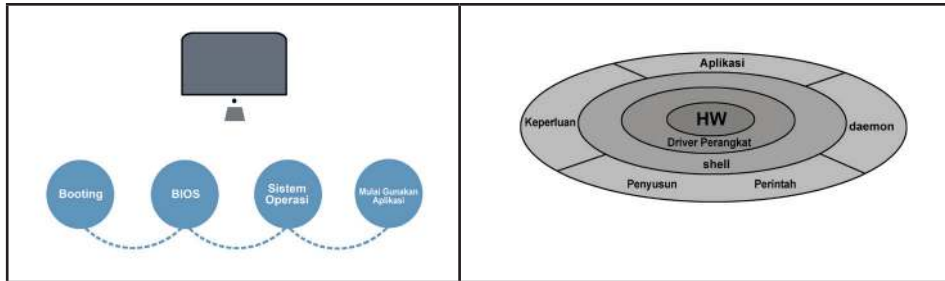 Booting
BIOS
Sistem
Operasi
Mulai Gunakan
Aplikasi
Aplikasi
Keperluan
HW
daemon
Driver Perangkat
shell
Penyusun
Perintah